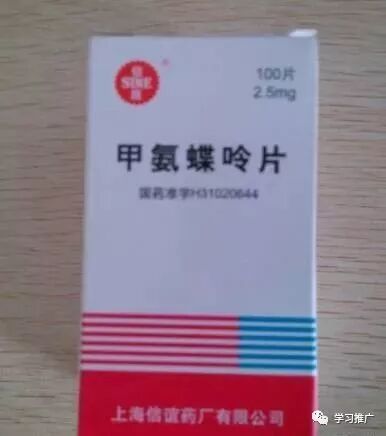 信
SINE
谊
®
100片
2.5mg
甲氨蝶呤片
国药准字H31020644
上海信谊药厂有限公司
学习推广